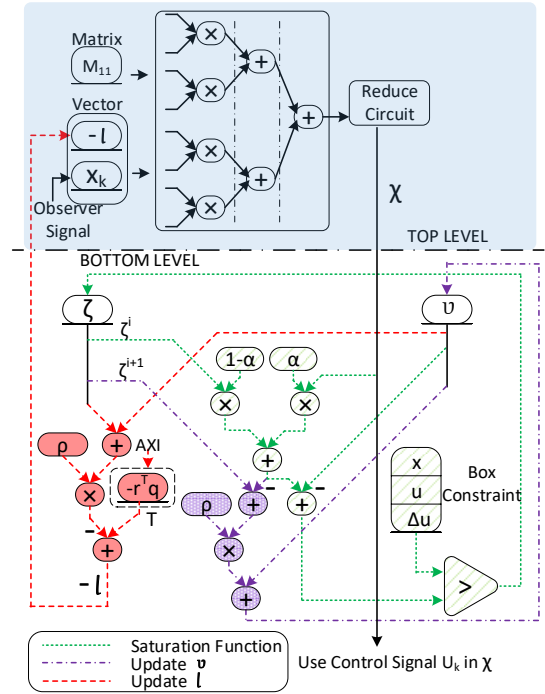 Matrix
M₁₁
Vector
-l
Xₖ
Observer
Signal
×
×
×
×
+
+
+
Reduce
Circuit
χ
TOP LEVEL
BOTTOM LEVEL
ζ
ʋ
ζⁱ
ζⁱ⁺¹
1-α
α
×
×
+
ρ
+
AXI
×
-rᵀq
T
-
+
-l
ρ
-
+
-
+
×
+
x
u
Δu
Box
Constraint
>
Saturation Function
Update ʋ
Update l
Use Control Signal Uₖ in χ